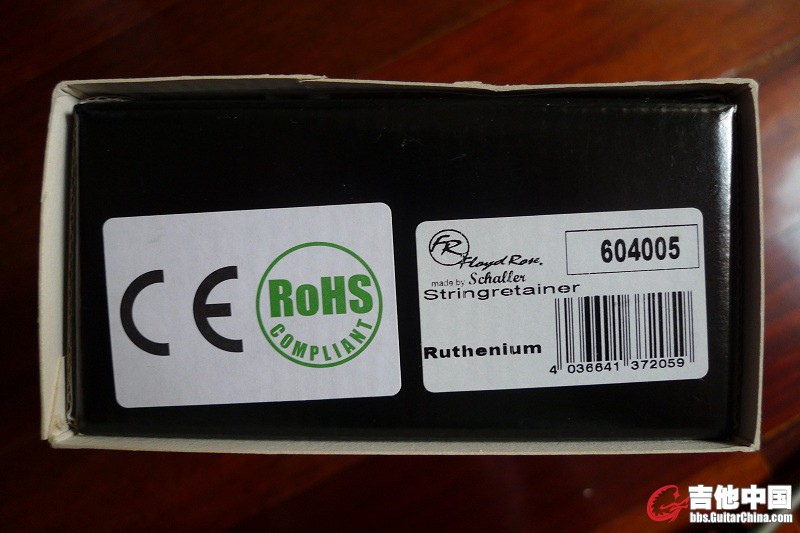 CE
RoHS
COMPLIANT
FR
Floyd Rose.
made by Schaller
Stringretainer
604005
Ruthenium
4 036641 372059
吉他中国
bbs.GuitarChina.com